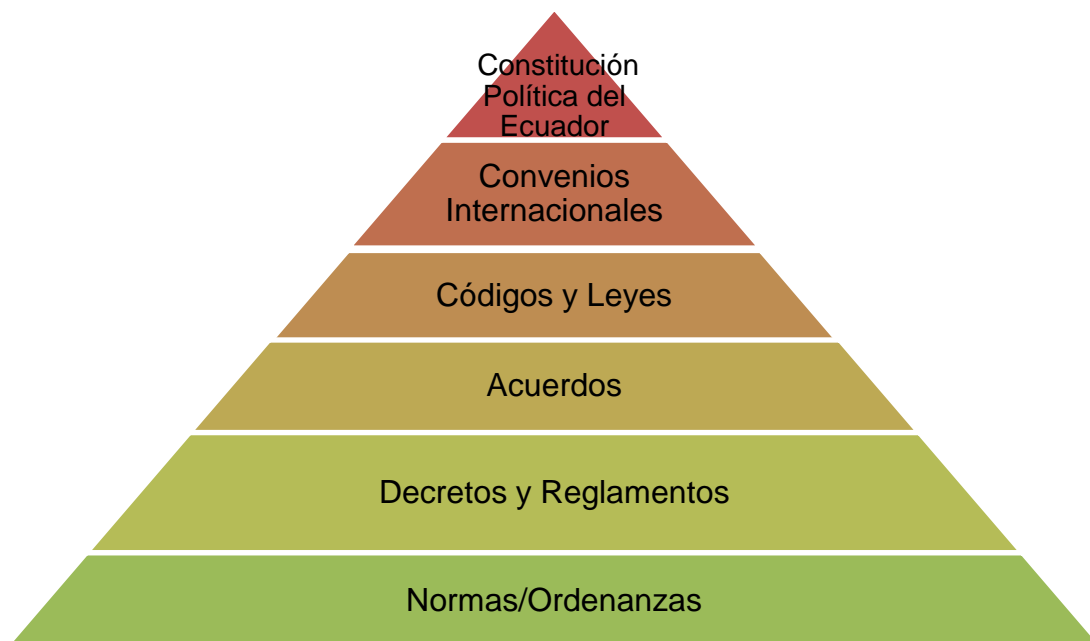 Constitución
Política del
Ecuador
Convenios
Internacionales
Códigos y Leyes
Acuerdos
Decretos y Reglamentos
Normas/Ordenanzas